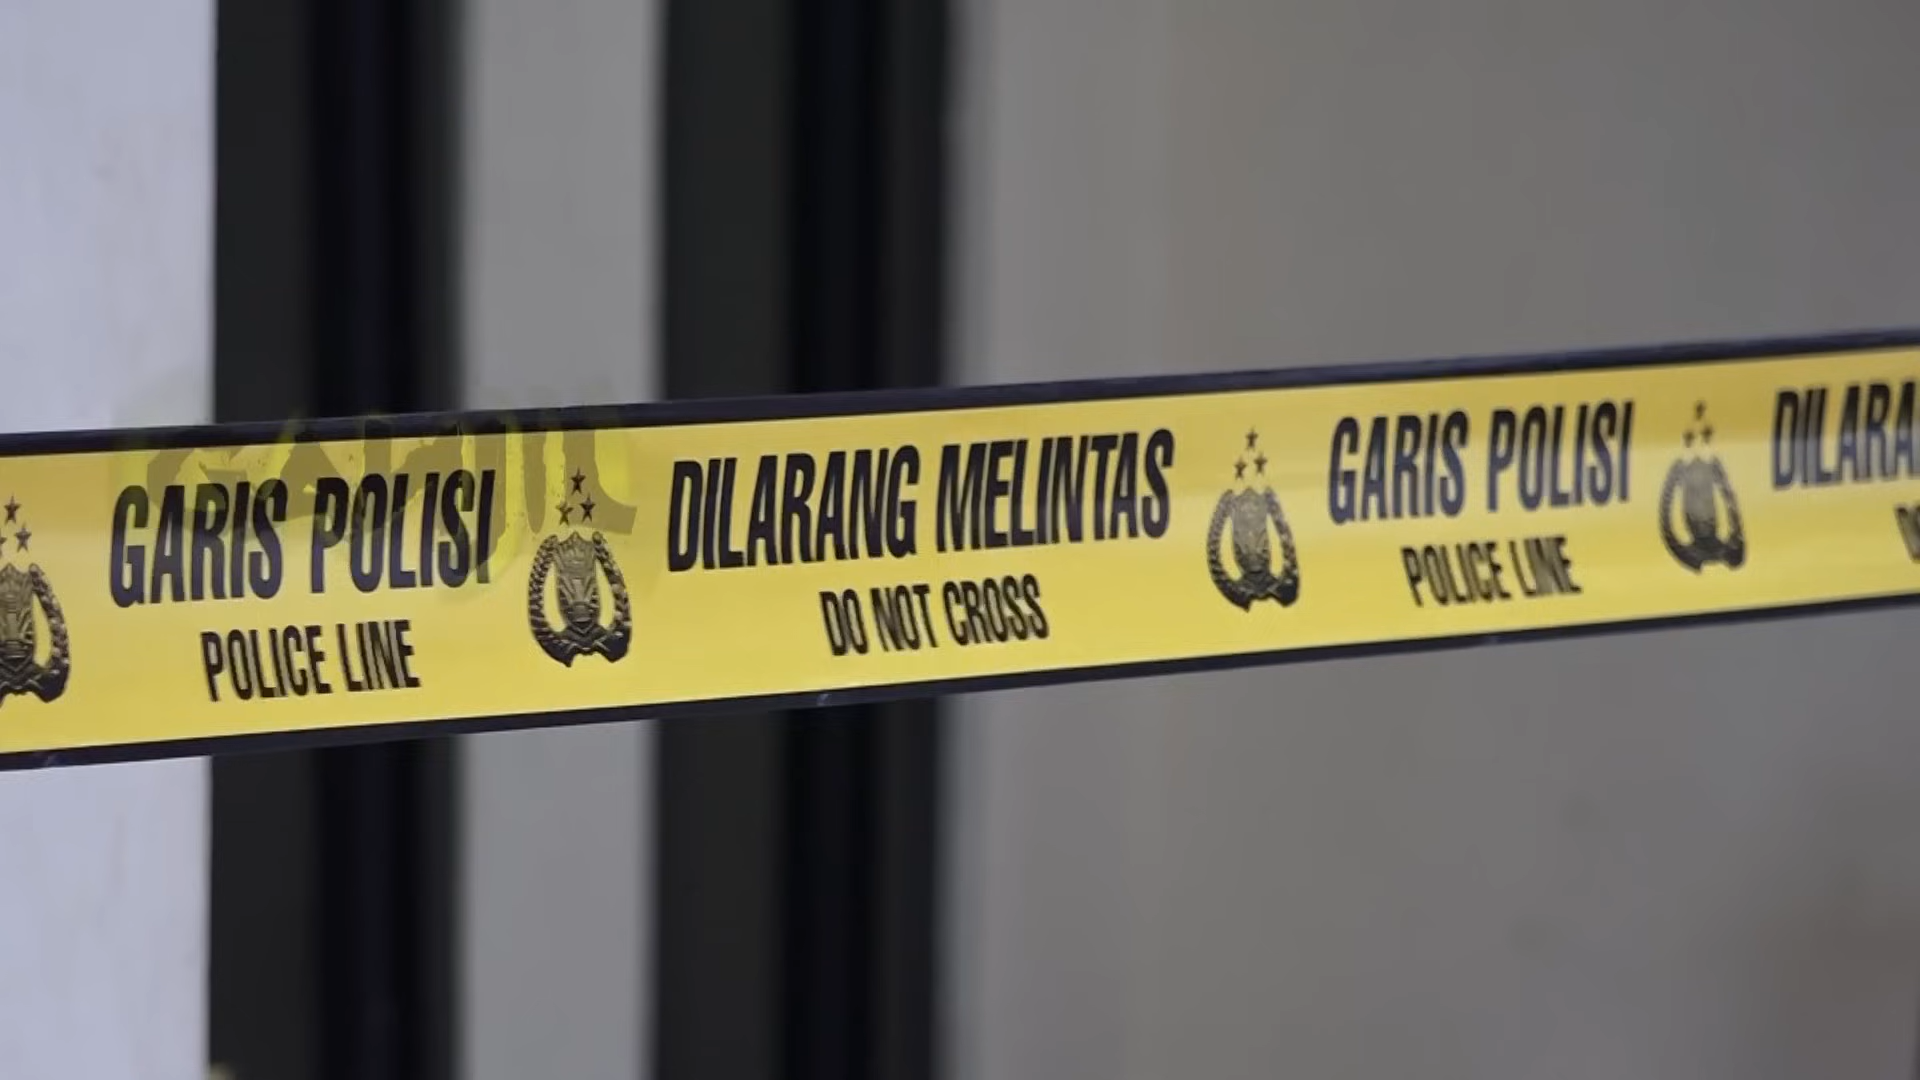 GARIS POLISI
POLICE LINE
DILARANG MELINTAS
DO NOT CROSS
GARIS POLISI
POLICE LINE